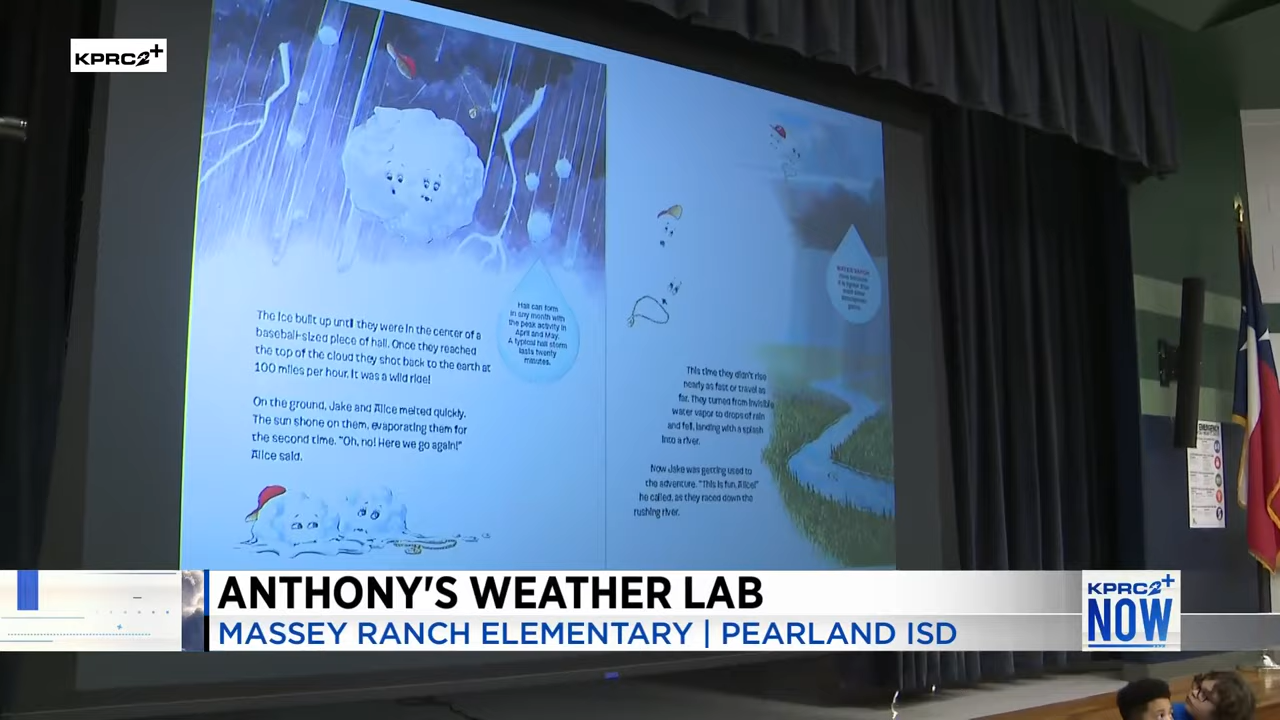 KPRC2+
The ice built up until they were in the center of a
baseball-sized piece of hail. Once they reached
the top of the cloud they shot back to the earth at
100 miles per hour. It was a wild ride!
On the ground, Jake and Alice melted quickly.
The sun shone on them, evaporating them for
the second time. "Oh, no! Here we go again!"
Alice said.
Hail can form
in any month with
the peak activity in
April and May.
A typical hail storm
lasts twenty
minutes.
WATER VAPOR
This time they didn't rise
nearly as fast or travel as
far. They turned from invisible
water vapor to drops of rain
and fell, landing with a splash
into a river.
Now Jake was getting used to
the adventure. "This is fun, Alice!"
he called, as they raced down the
rushing river.
EMERGENCY
ANTHONY'S WEATHER LAB
MASSEY RANCH ELEMENTARY | PEARLAND ISD
KPRC2+
NOW